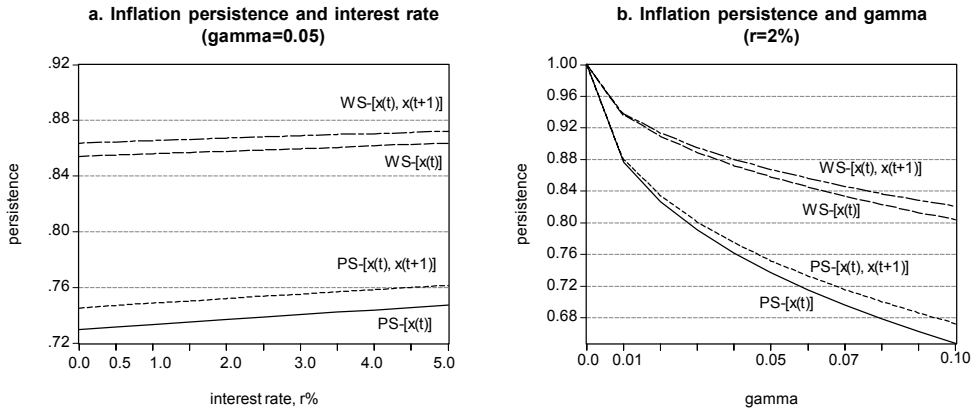 a. Inflation persistence and interest rate
(gamma=0.05)
.92
.88
.84
.80
.76
.72
persistence
WS-[x(t), x(t+1)]
WS-[x(t)]
PS-[x(t), x(t+1)]
PS-[x(t)]
0.0 0.5 1.0 2.0 3.0 4.0 5.0
interest rate, r%
b. Inflation persistence and gamma
(r=2%)
1.00
0.96
0.92
0.88
0.84
0.80
0.76
0.72
0.68
persistence
WS-[x(t), x(t+1)]
WS-[x(t)]
PS-[x(t), x(t+1)]
PS-[x(t)]
0.0 0.01 0.05 0.07 0.10
gamma